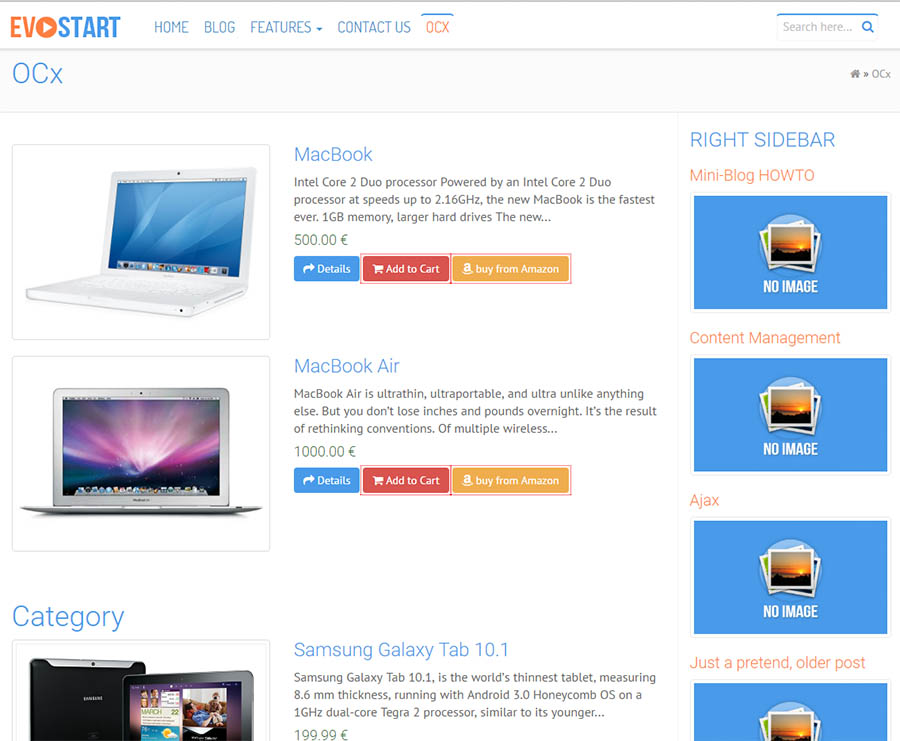 EVOSTART
HOME
BLOG
FEATURES
CONTACT US
OCX
Search here...
OCx
» OCx
MacBook
Intel Core 2 Duo processor Powered by an Intel Core 2 Duo
processor at speeds up to 2.16GHz, the new MacBook is the fastest
ever. 1GB memory, larger hard drives The new...
500.00 €
Details
Add to Cart
buy from Amazon
MacBook Air
MacBook Air is ultrathin, ultraportable, and ultra unlike anything
else. But you don’t lose inches and pounds overnight. It’s the result
of rethinking conventions. Of multiple wireless...
1000.00 €
Details
Add to Cart
buy from Amazon
Category
SAMSUNG
MARCH 22
Samsung Galaxy Tab 10.1
Samsung Galaxy Tab 10.1, is the world’s thinnest tablet, measuring
8.6 mm thickness, running with Android 3.0 Honeycomb OS on a
1GHz dual-core Tegra 2 processor, similar to its younger...
199.99 €
RIGHT SIDEBAR
Mini-Blog HOWTO
NO IMAGE
Content Management
NO IMAGE
Ajax
NO IMAGE
Just a pretend, older post